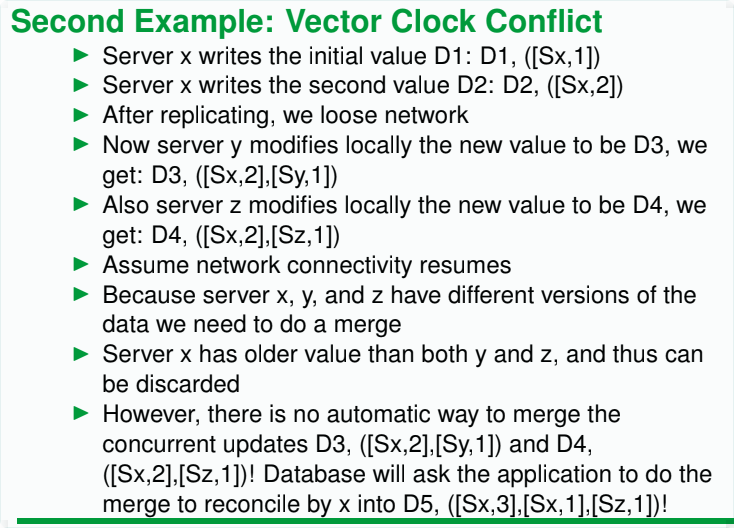 Second Example: Vector Clock Conflict
► Server x writes the initial value D1: D1, ([Sx,1])
► Server x writes the second value D2: D2, ([Sx,2])
► After replicating, we loose network
► Now server y modifies locally the new value to be D3, we
get: D3, ([Sx,2],[Sy,1])
► Also server z modifies locally the new value to be D4, we
get: D4, ([Sx,2],[Sz,1])
► Assume network connectivity resumes
► Because server x, y, and z have different versions of the
data we need to do a merge
► Server x has older value than both y and z, and thus can
be discarded
► However, there is no automatic way to merge the
concurrent updates D3, ([Sx,2],[Sy,1]) and D4,
([Sx,2],[Sz,1])! Database will ask the application to do the
merge to reconcile by x into D5, ([Sx,3],[Sx,1],[Sz,1])!